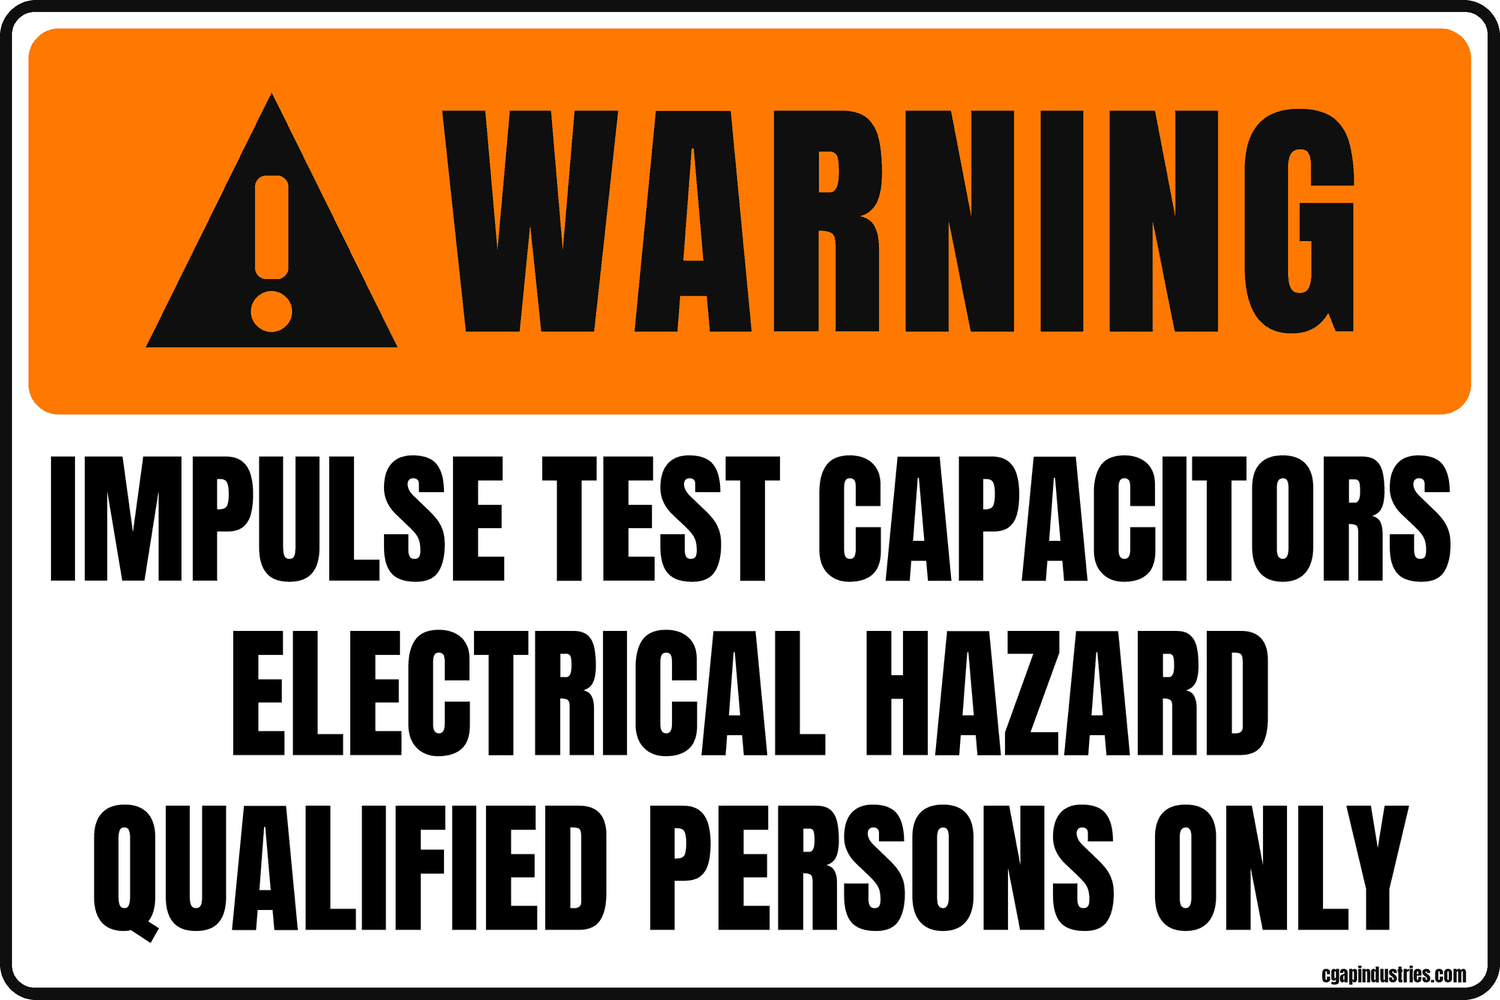 WARNING
IMPULSE TEST CAPACITORS
ELECTRICAL HAZARD
QUALIFIED PERSONS ONLY
cgapindustries.com